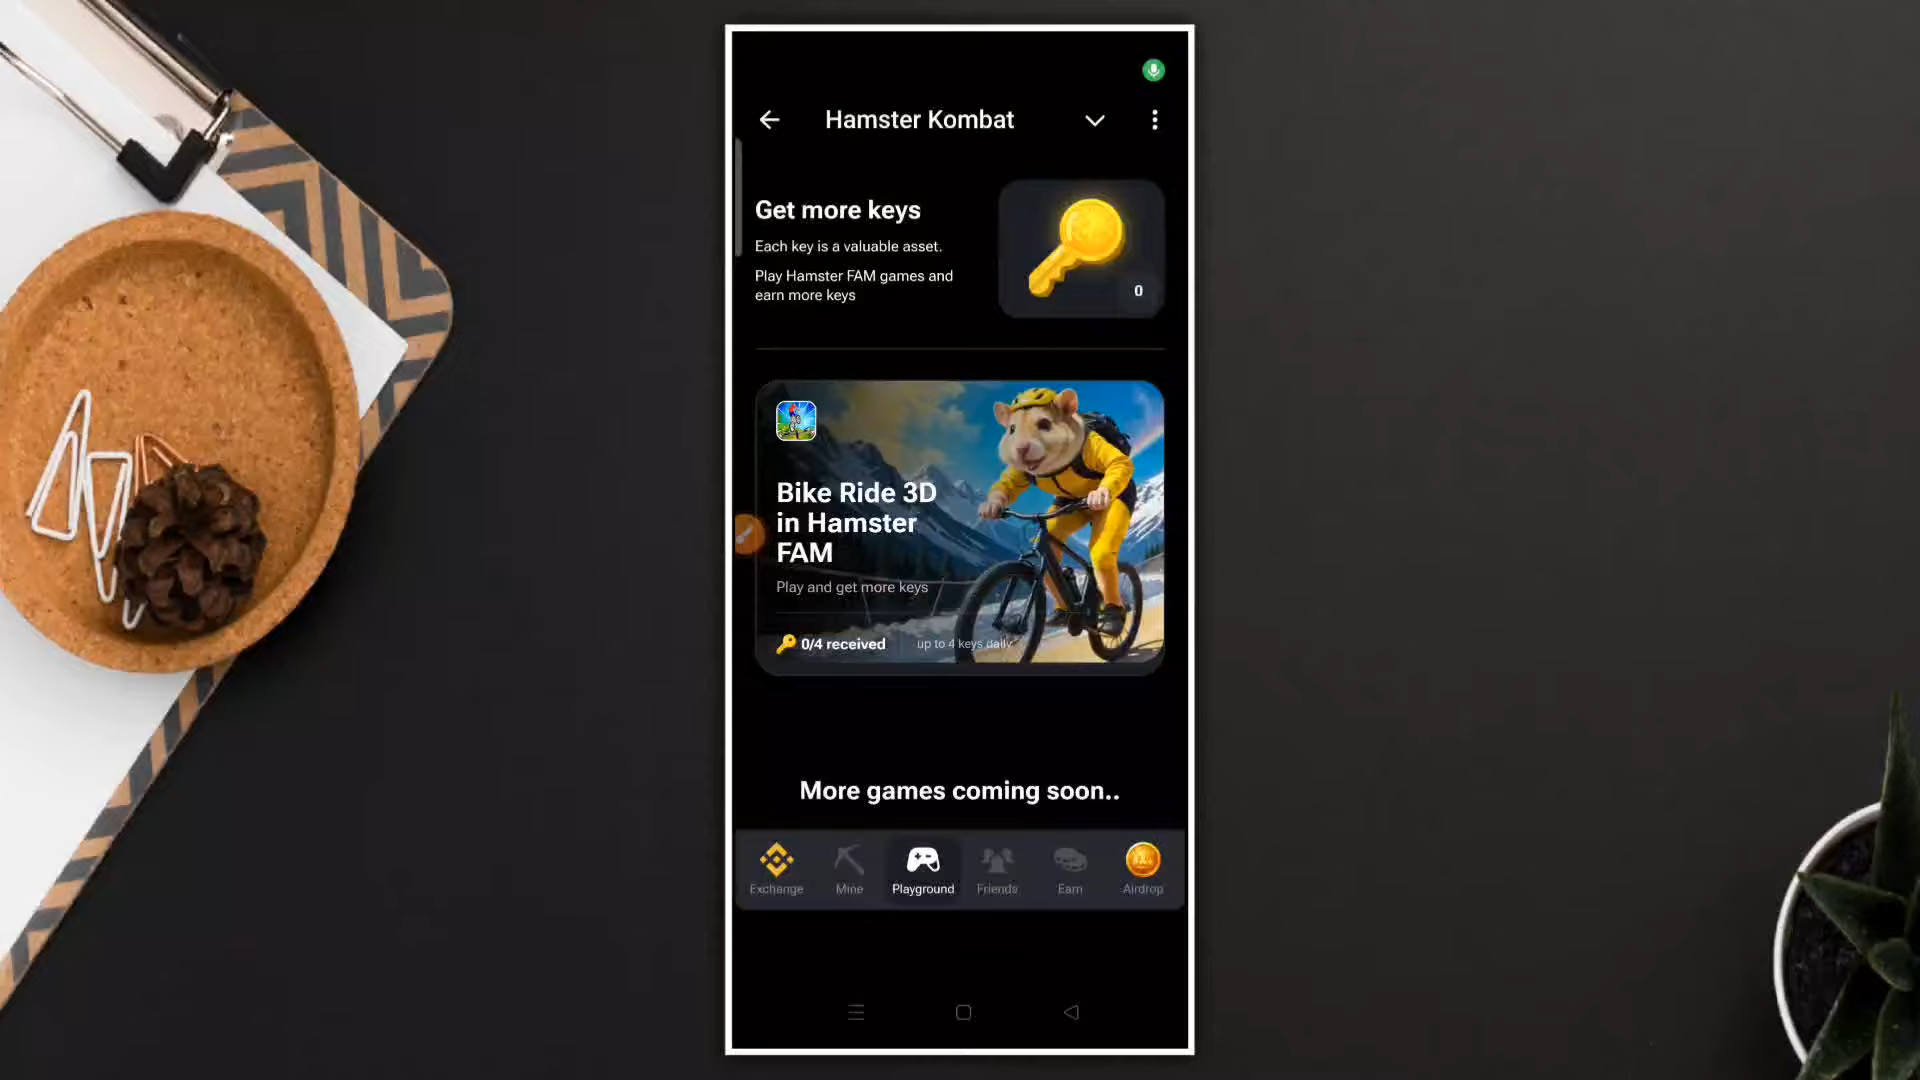 Hamster Kombat
Get more keys
Each key is a valuable asset.
Play Hamster FAM games and
earn more keys
0
Bike Ride 3D
in Hamster
FAM
Play and get more keys
0/4 received
up to 4 keys daily
More games coming soon..
Exchange
Mine
Playground
Friends
Earn
Airdrop